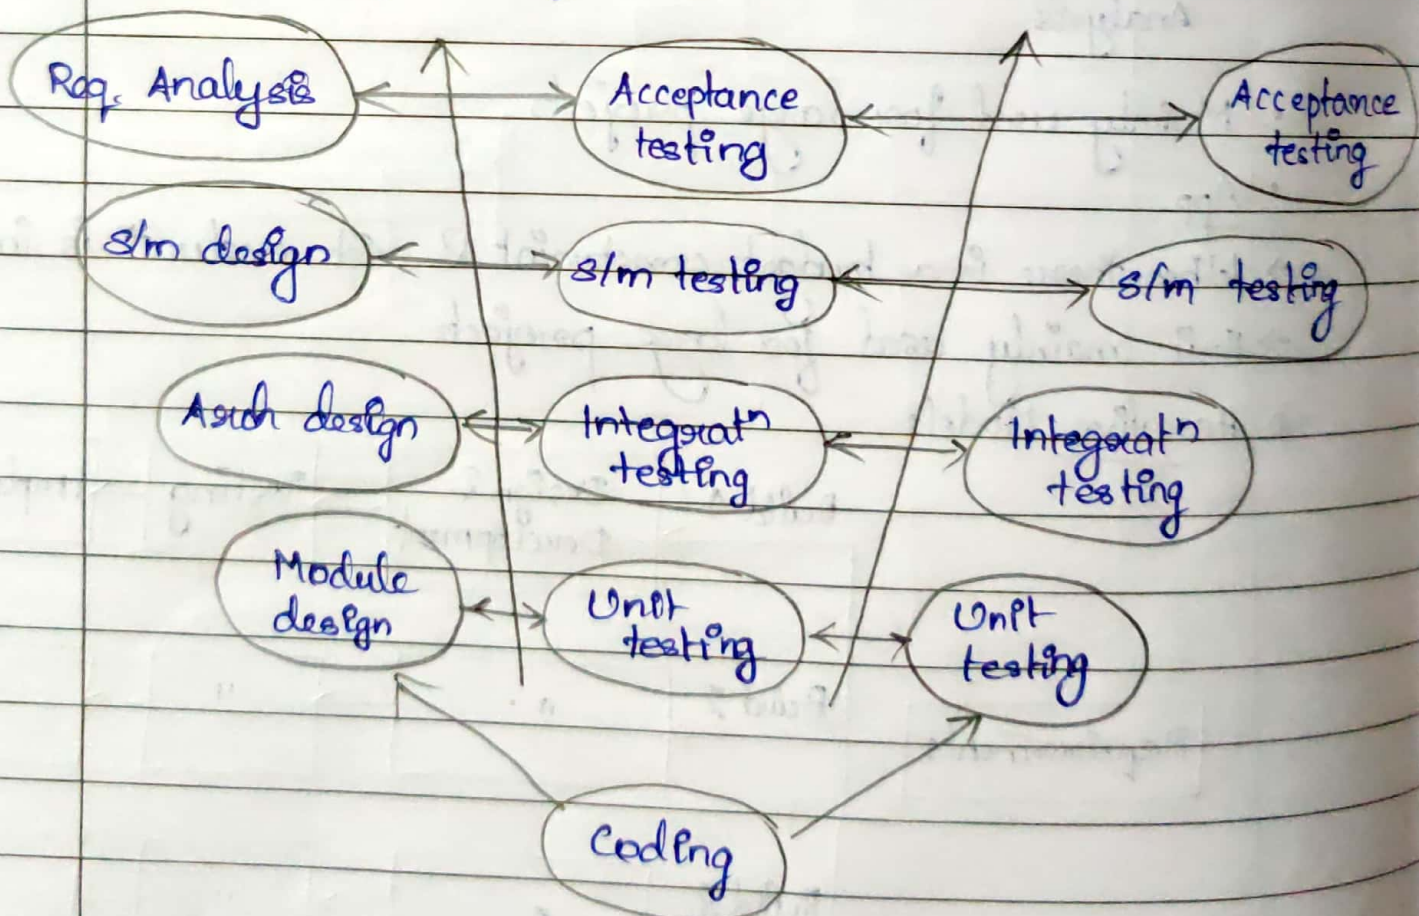 Req. Analysis
Acceptance
testing
Acceptance
testing
s/m design
s/m testing
s/m testing
Arch design
Integratⁿ
testing
Integratⁿ
testing
Module
design
Unit
testing
Unit
testing
Coding